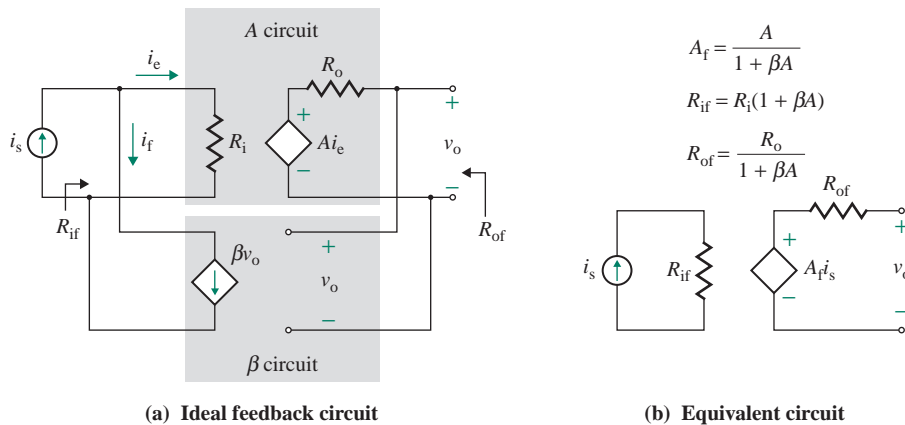 A circuit
i_e
R_o
+
i_s
i_f
R_i
+
−
Ai_e
+
v_o
−
R_if
R_of
βv_o
+
v_o
−
β circuit
(a) Ideal feedback circuit
A_f = A / (1 + βA)
R_if = R_i(1 + βA)
R_of = R_o / (1 + βA)
R_of
i_s
R_if
+
−
A_f i_s
+
v_o
−
(b) Equivalent circuit